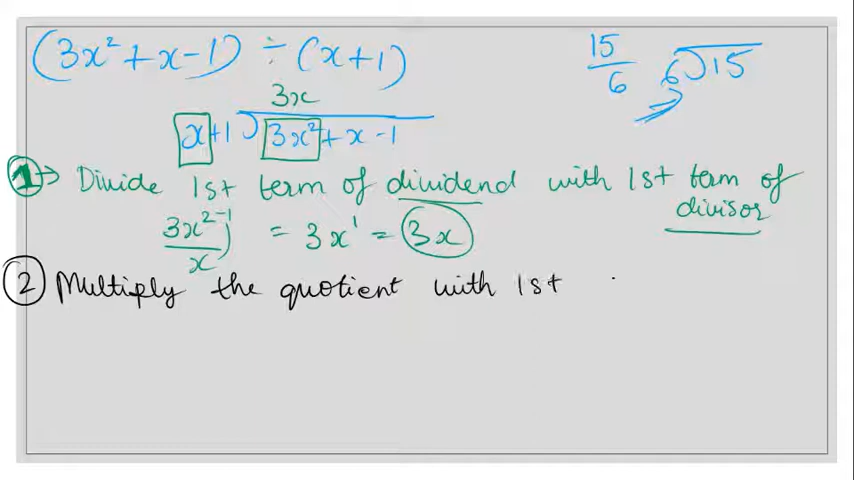 (3x² + x - 1) ÷ (x + 1)
15/6 6)15
3x
x+1)3x² + x - 1
1 → Divide 1st term of dividend with 1st term of
divisor
3x²⁻¹/x = 3x¹ = 3x
2 Multiply the quotient with 1st